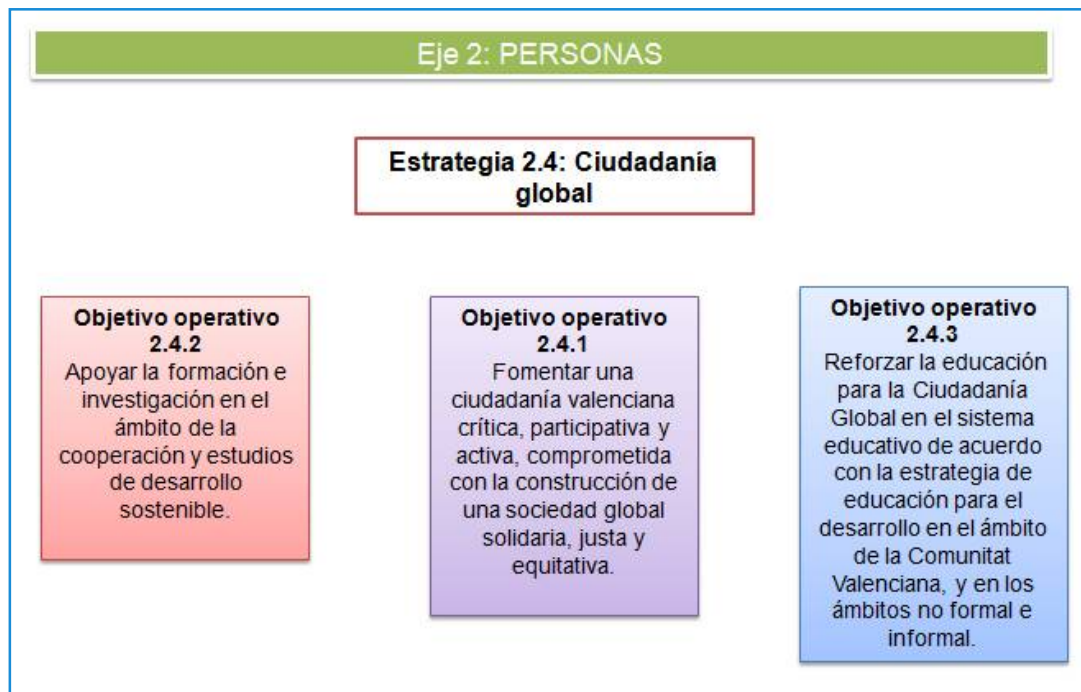 Eje 2: PERSONAS
Estrategia 2.4: Ciudadanía
global
Objetivo operativo
2.4.2
Apoyar la formación e
investigación en el
ámbito de la
cooperación y estudios
de desarrollo
sostenible.
Objetivo operativo
2.4.1
Fomentar una
ciudadanía valenciana
crítica, participativa y
activa, comprometida
con la construcción de
una sociedad global
solidaria, justa y
equitativa.
Objetivo operativo
2.4.3
Reforzar la educación
para la Ciudadanía
Global en el sistema
educativo de acuerdo
con la estrategia de
educación para el
desarrollo en el ámbito
de la Comunitat
Valenciana, y en los
ámbitos no formal e
informal.